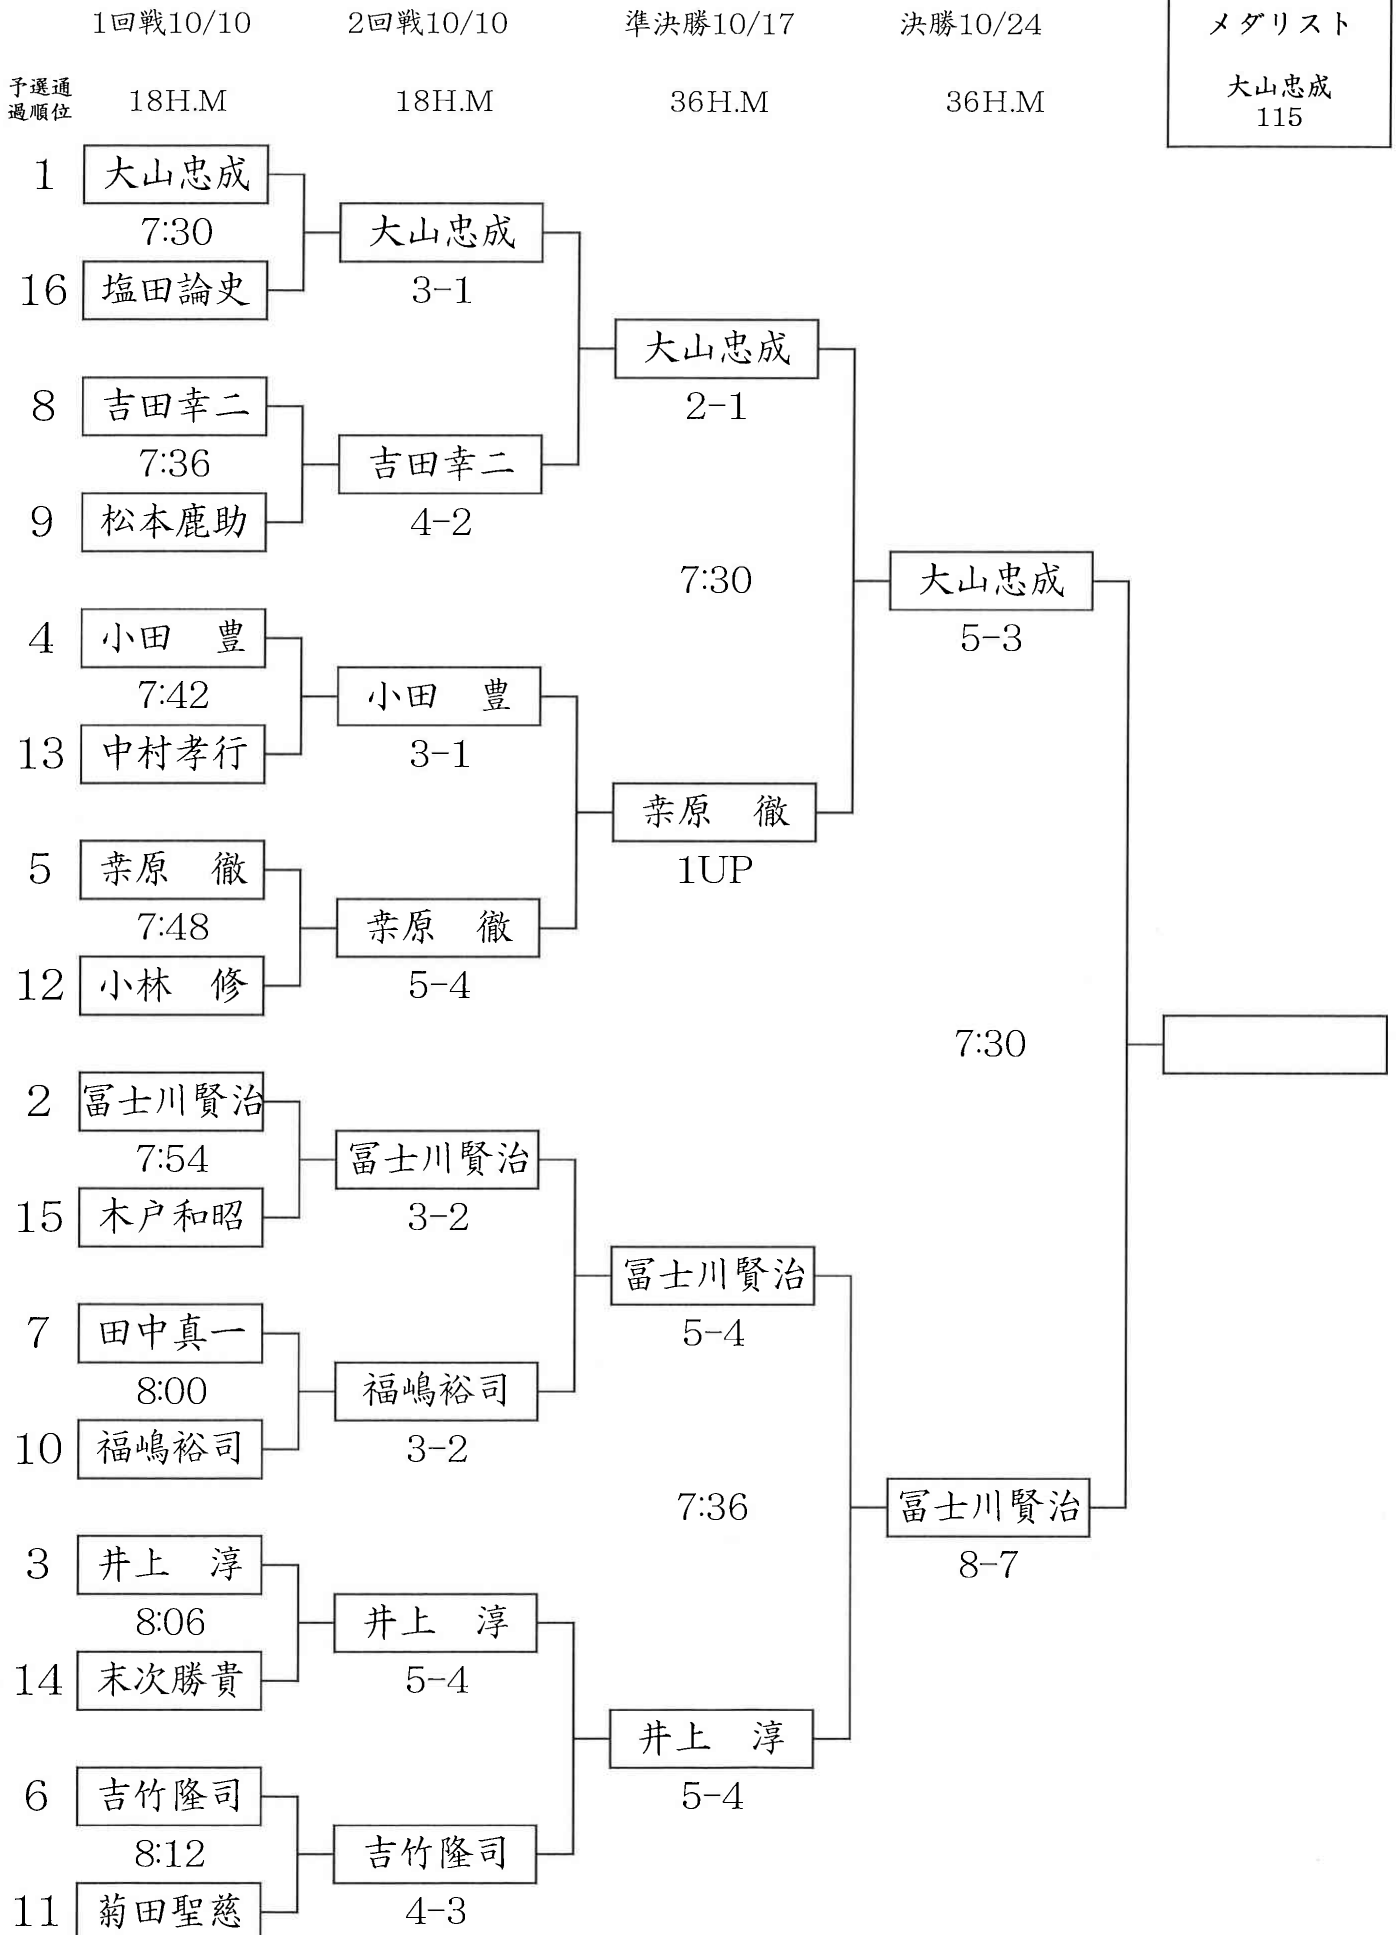 1回戦10/10 2回戦10/10 準決勝10/17 決勝10/24 メダリスト
予選通過順位 18H.M 18H.M 36H.M 36H.M 大山忠成
115
1 大山忠成
7:30 大山忠成
16 塩田論史 3-1
大山忠成
8 吉田幸二 2-1
7:36 吉田幸二
9 松本鹿助 4-2
7:30 大山忠成
4 小田 豊 5-3
7:42 小田 豊
13 中村孝行 3-1
桒原 徹
5 桒原 徹 1UP
7:48 桒原 徹
12 小林 修 5-4
7:30
2 冨士川賢治
7:54 冨士川賢治
15 木戸和昭 3-2
冨士川賢治
7 田中真一 5-4
8:00 福嶋裕司
10 福嶋裕司 3-2
7:36 冨士川賢治
3 井上 淳 8-7
8:06 井上 淳
14 末次勝貴 5-4
井上 淳
6 吉竹隆司 5-4
8:12 吉竹隆司
11 菊田聖慈 4-3